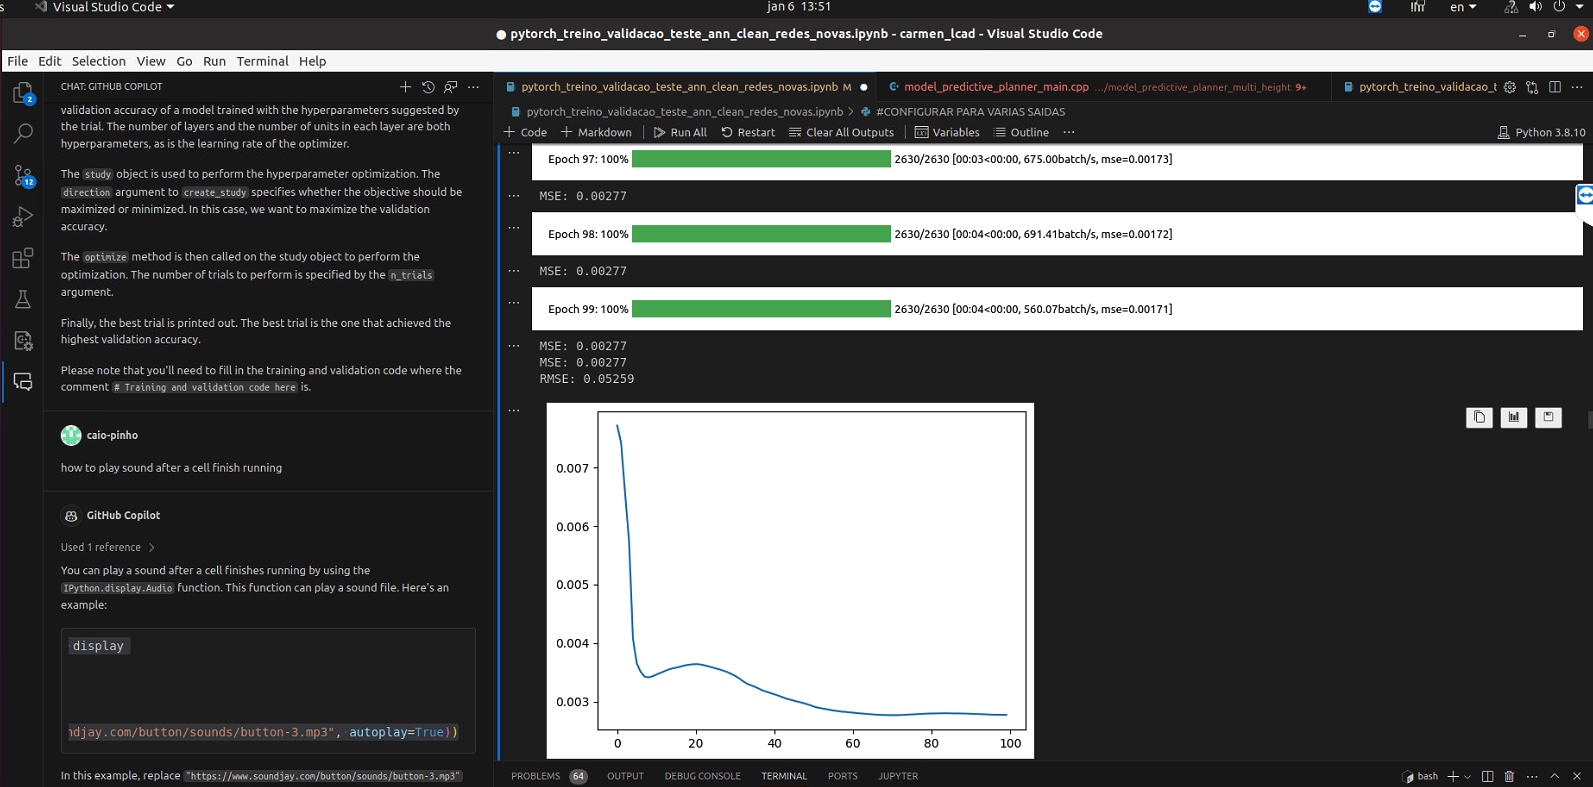 s
Visual Studio Code
jan 6 13:51
en
pytorch_treino_validacao_teste_ann_clean_redes_novas.ipynb - carmen_lcad - Visual Studio Code
File Edit Selection View Go Run Terminal Help
CHAT: GITHUB COPILOT
2
12
validation accuracy of a model trained with the hyperparameters suggested by
the trial. The number of layers and the number of units in each layer are both
hyperparameters, as is the learning rate of the optimizer.
The study object is used to perform the hyperparameter optimization. The
direction argument to create_study specifies whether the objective should be
maximized or minimized. In this case, we want to maximize the validation
accuracy.
The optimize method is then called on the study object to perform the
optimization. The number of trials to perform is specified by the n_trials
argument.
Finally, the best trial is printed out. The best trial is the one that achieved the
highest validation accuracy.
Please note that you'll need to fill in the training and validation code where the
comment # Training and validation code here is.
caio-pinho
how to play sound after a cell finish running
GitHub Copilot
Used 1 reference
You can play a sound after a cell finishes running by using the
IPython.display.Audio function. This function can play a sound file. Here's an
example:
display
ndjay.com/button/sounds/button-3.mp3", autoplay=True))
In this example, replace "https://www.soundjay.com/button/sounds/button-3.mp3"
pytorch_treino_validacao_teste_ann_clean_redes_novas.ipynb M
model_predictive_planner_main.cpp .../model_predictive_planner_multi_height 9+
pytorch_treino_validacao_t
pytorch_treino_validacao_teste_ann_clean_redes_novas.ipynb > #CONFIGURAR PARA VARIAS SAIDAS
+ Code + Markdown Run All Restart Clear All Outputs Variables Outline ...
Python 3.8.10
Epoch 97: 100% 2630/2630 [00:03<00:00, 675.00batch/s, mse=0.00173]
MSE: 0.00277
Epoch 98: 100% 2630/2630 [00:04<00:00, 691.41batch/s, mse=0.00172]
MSE: 0.00277
Epoch 99: 100% 2630/2630 [00:04<00:00, 560.07batch/s, mse=0.00171]
MSE: 0.00277
MSE: 0.00277
RMSE: 0.05259
0.007
0.006
0.005
0.004
0.003
0 20 40 60 80 100
PROBLEMS 64 OUTPUT DEBUG CONSOLE TERMINAL PORTS JUPYTER
bash